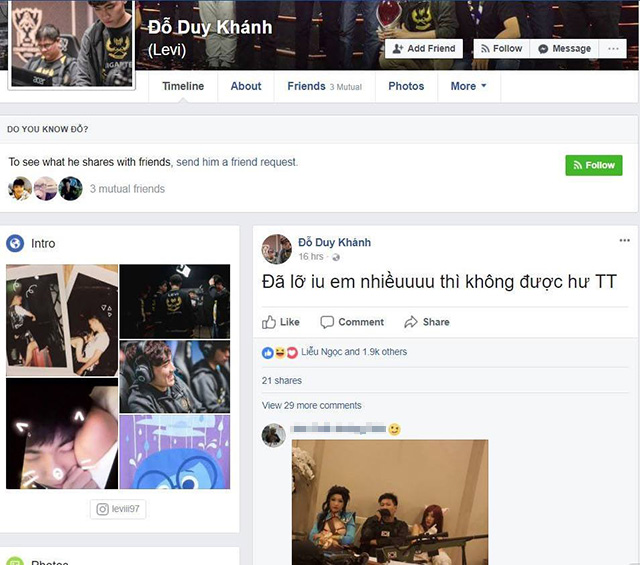 Đỗ Duy Khánh
(Levi)
Add Friend
Follow
Message
Timeline
About
Friends 3 Mutual
Photos
More
DO YOU KNOW ĐỖ?
To see what he shares with friends, send him a friend request.
Follow
3 mutual friends
Intro
leviii97
Photos
Đỗ Duy Khánh
16 hrs ·
Đã lỡ iu em nhiềuuuu thì không được hư TT
Like
Comment
Share
Liễu Ngọc and 1.9k others
21 shares
View 29 more comments